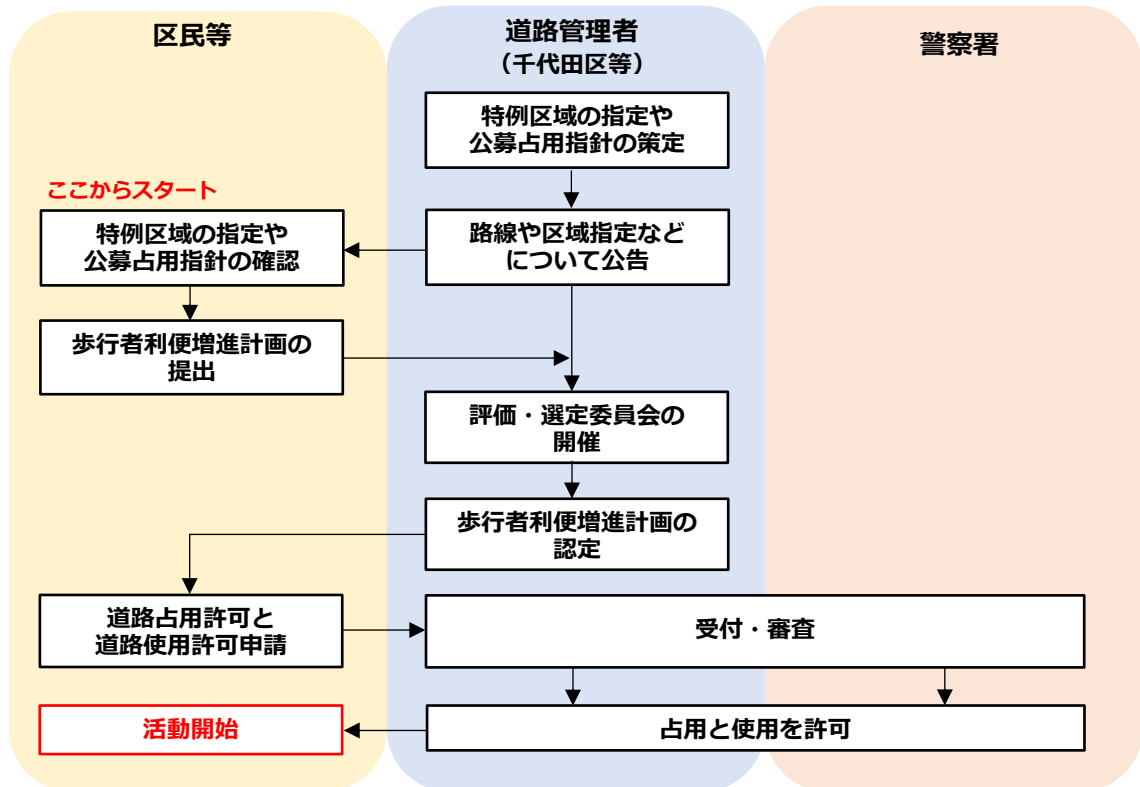 区民等
道路管理者
（千代田区等）
警察署
特例区域の指定や
公募占用指針の策定
ここからスタート
特例区域の指定や
公募占用指針の確認
路線や区域指定など
について公告
歩行者利便増進計画の
提出
評価・選定委員会の
開催
歩行者利便増進計画の
認定
道路占用許可と
道路使用許可申請
受付・審査
活動開始
占用と使用を許可